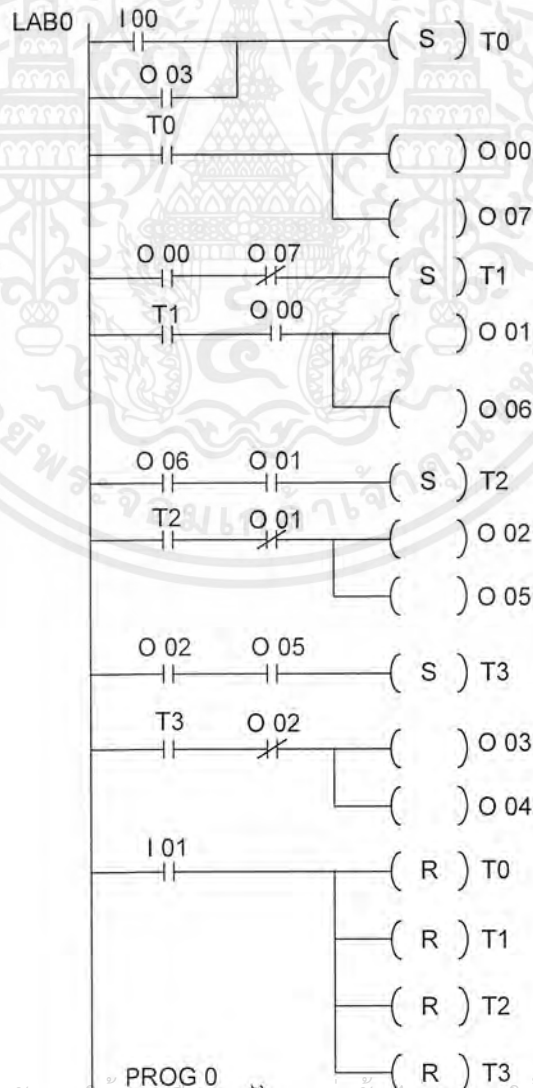 LAB0
I 00
( S ) T0
O 03
T0
( ) O 00
( ) O 07
O 00 O 07
( S ) T1
T1 O 00
( ) O 01
( ) O 06
O 06 O 01
( S ) T2
T2 O 01
( ) O 02
( ) O 05
O 02 O 05
( S ) T3
T3 O 02
( ) O 03
( ) O 04
I 01
( R ) T0
( R ) T1
( R ) T2
( R ) T3
PROG 0